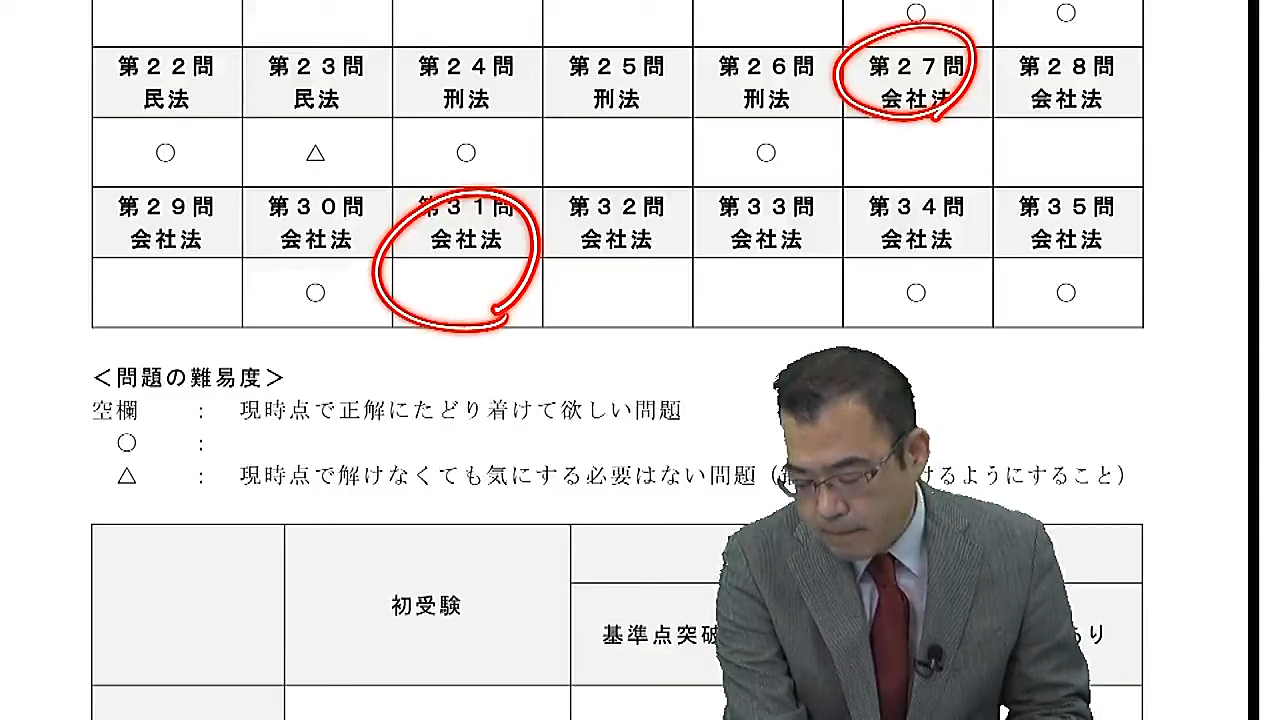 ○ ○
第２２問 第２３問 第２４問 第２５問 第２６問 第２７問 第２８問
民法 民法 刑法 刑法 刑法 会社法 会社法
○ △ ○ ○
第２９問 第３０問 第３１問 第３２問 第３３問 第３４問 第３５問
会社法 会社法 会社法 会社法 会社法 会社法 会社法
○ ○ ○
＜問題の難易度＞
空欄 ： 現時点で正解にたどり着けて欲しい問題
○ ：
△ ： 現時点で解けなくても気にする必要はない問題（ けるようにすること）
初受験
基準点突破 あり